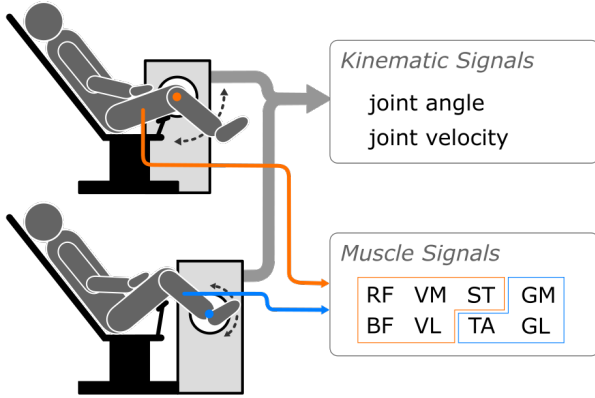 Kinematic Signals
joint angle
joint velocity
Muscle Signals
RF VM ST GM
BF VL TA GL